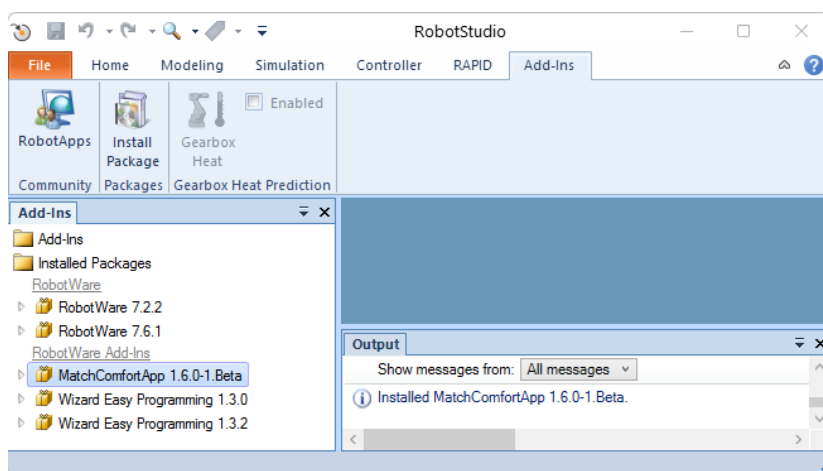 RobotStudio
File Home Modeling Simulation Controller RAPID Add-Ins
RobotApps Install Package Gearbox Heat Enabled
Community Packages Gearbox Heat Prediction
Add-Ins
Add-Ins
Installed Packages
RobotWare
RobotWare 7.2.2
RobotWare 7.6.1
RobotWare Add-Ins
MatchComfortApp 1.6.0-1.Beta
Wizard Easy Programming 1.3.0
Wizard Easy Programming 1.3.2
Output
Show messages from: All messages
Installed MatchComfortApp 1.6.0-1.Beta.